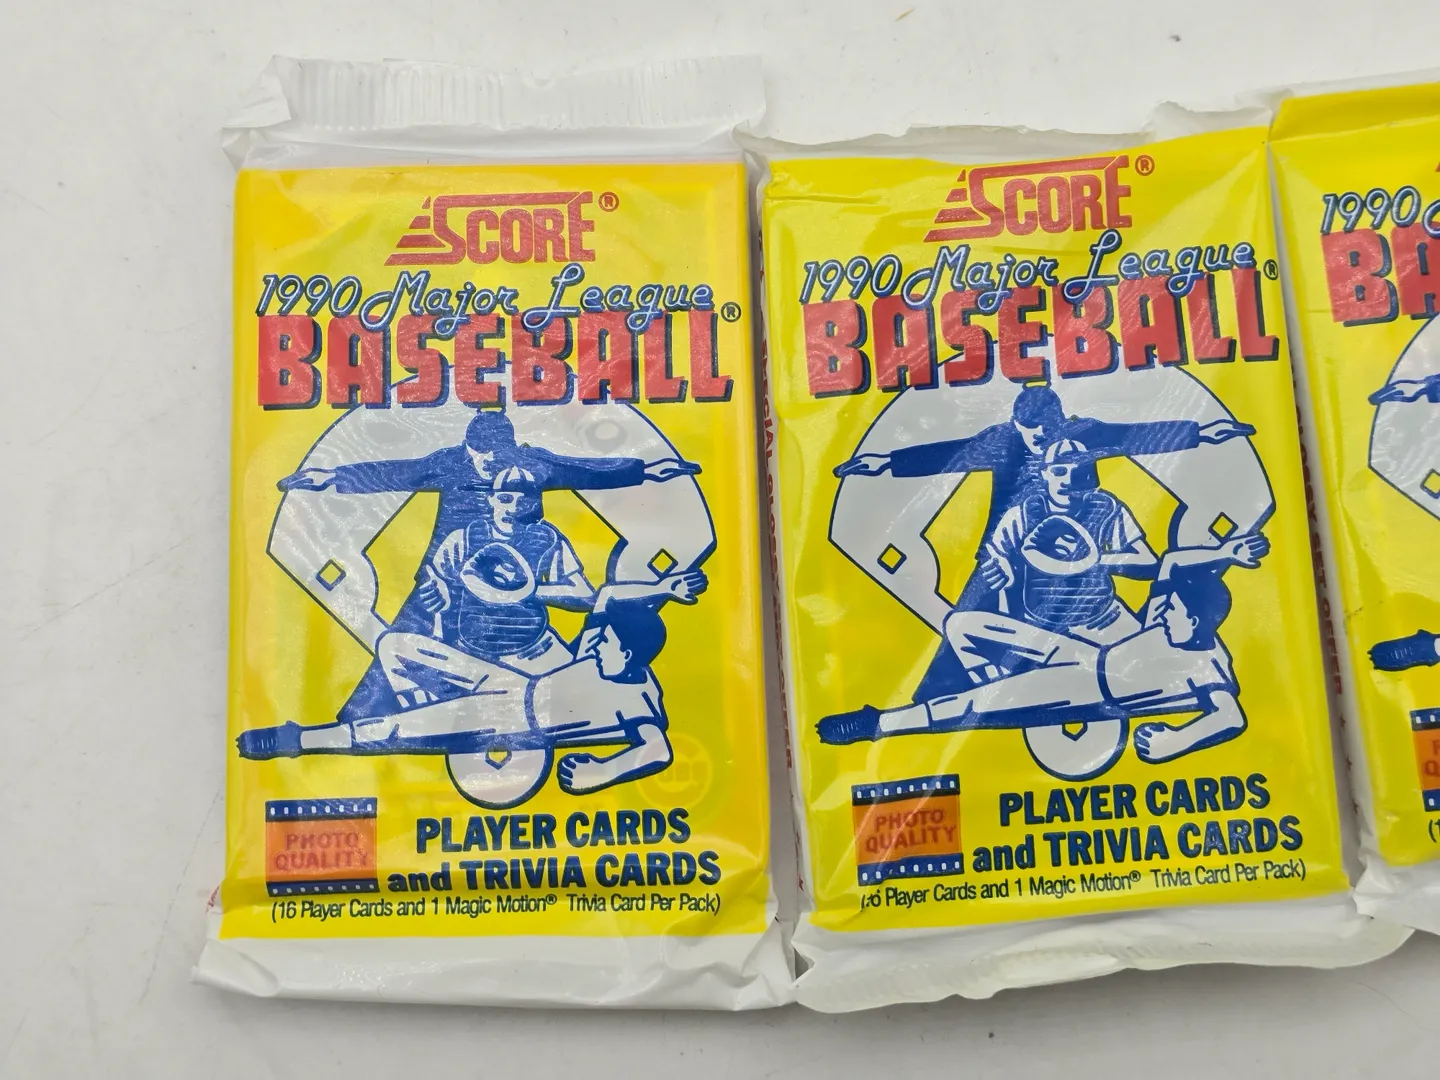 SCORE®
1990 Major League
BASEBALL®
PHOTO
QUALITY
PLAYER CARDS
and TRIVIA CARDS
(16 Player Cards and 1 Magic Motion® Trivia Card Per Pack)
SCORE®
1990 Major League
BASEBALL®
PHOTO
QUALITY
PLAYER CARDS
and TRIVIA CARDS
(16 Player Cards and 1 Magic Motion® Trivia Card Per Pack)
1990
BA